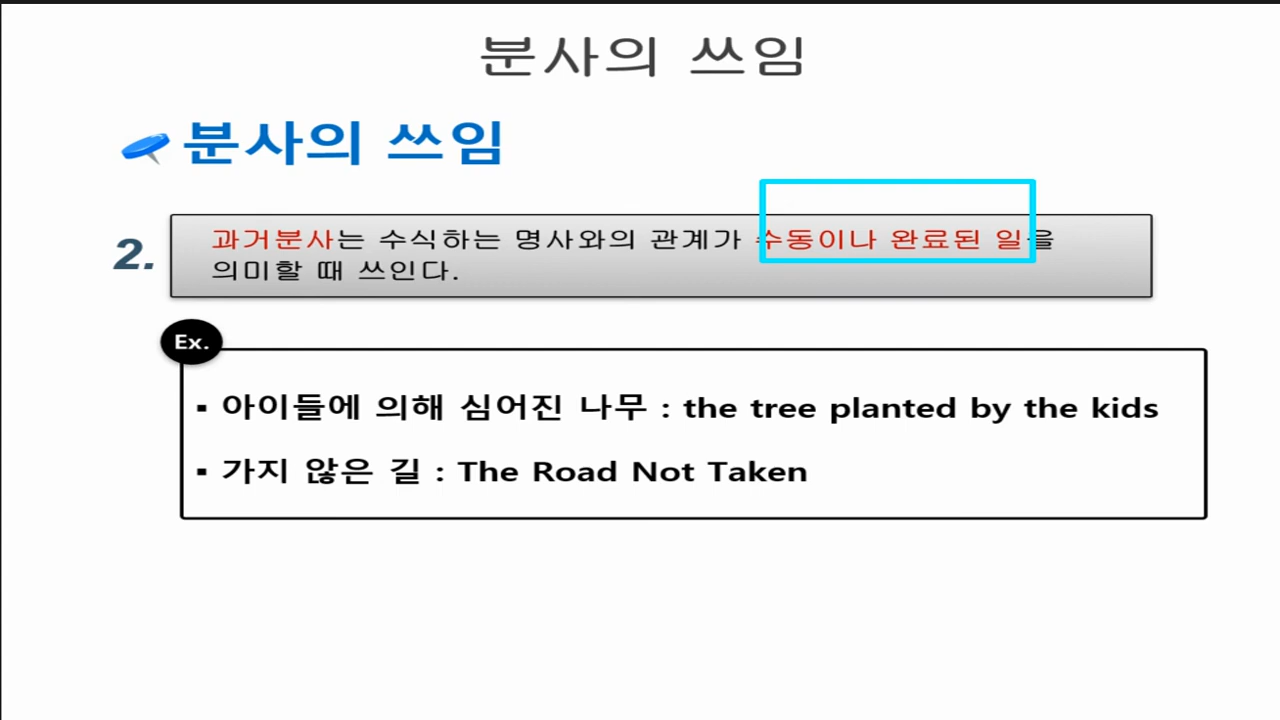 분사의 쓰임
분사의 쓰임
2.
과거분사는 수식하는 명사와의 관계가 수동이나 완료된 일을
의미할 때 쓰인다.
Ex.
▪ 아이들에 의해 심어진 나무 : the tree planted by the kids
▪ 가지 않은 길 : The Road Not Taken